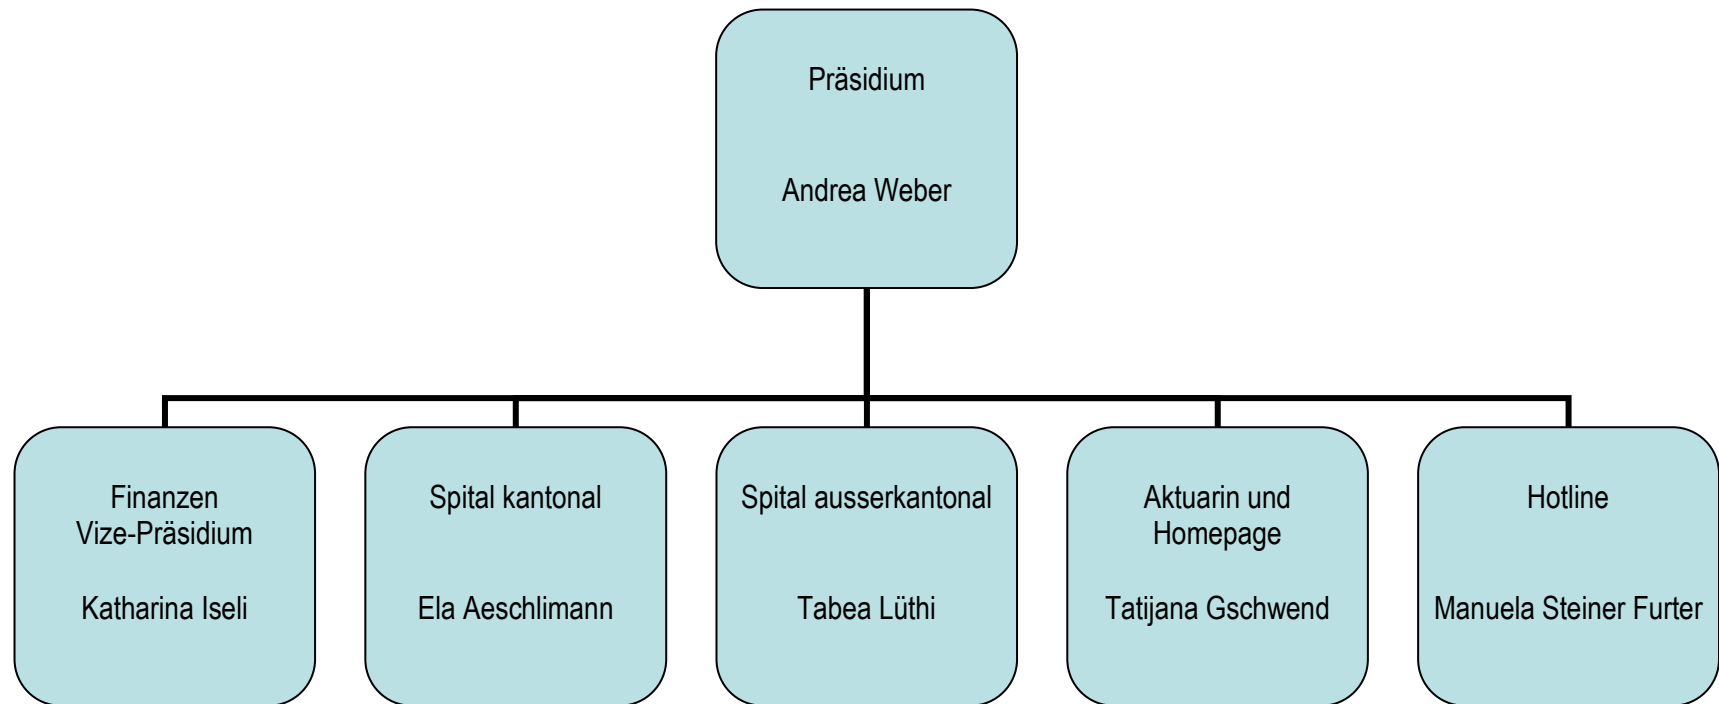 Präsidium
Andrea Weber
Finanzen
Vize-Präsidium
Katharina Iseli
Spital kantonal
Ela Aeschlimann
Spital ausserkantonal
Tabea Lüthi
Aktuarin und
Homepage
Tatijana Gschwend
Hotline
Manuela Steiner Furter